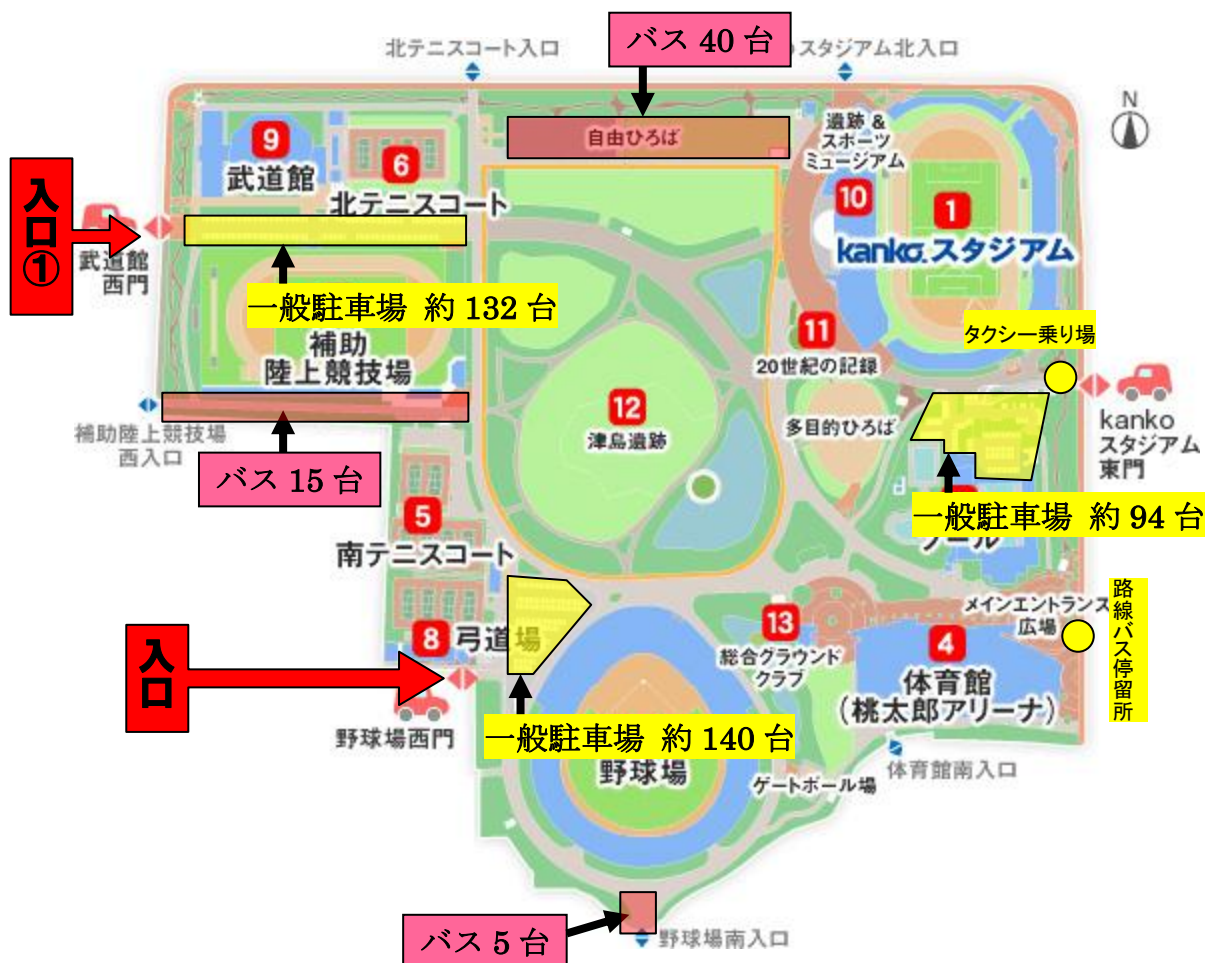 バス 40 台
北テニスコート入口
スタジアム北入口
N
自由ひろば
遺跡 &
スポーツ
ミュージアム
9
武道館
6
北テニスコート
10
1
kanko.スタジアム
入口①
武道館
西門
一般駐車場 約 132 台
補助
陸上競技場
11
20世紀の記録
タクシー乗り場
kanko
スタジアム
東門
12
津島遺跡
多目的ひろば
補助陸上競技場
西入口
バス 15 台
一般駐車場 約 94 台
プール
5
南テニスコート
8
弓道場
入口
野球場西門
13
総合グラウンド
クラブ
メインエントランス
広場
路線バス停留所
4
体育館
(桃太郎アリーナ)
一般駐車場 約 140 台
野球場
体育館南入口
ゲートボール場
バス 5 台
野球場南入口